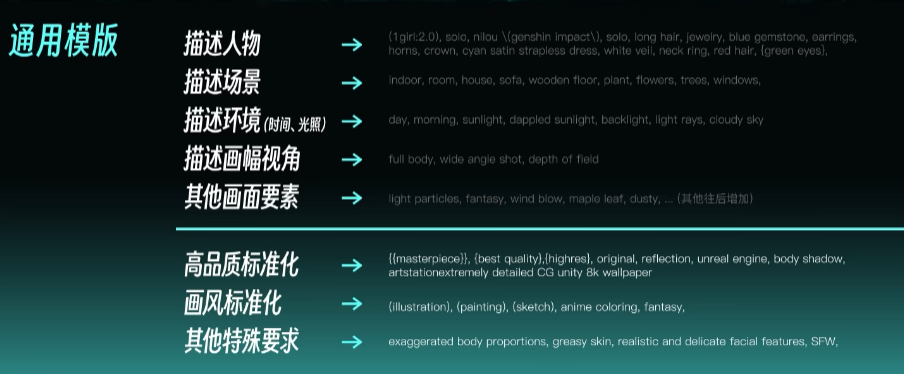 通用模版
描述人物 → (1girl:2.0), solo, nilou \(genshin impact\), solo, long hair, jewelry, blue gemstone, earrings,
horns, crown, cyan satin strapless dress, white veil, neck ring, red hair, {green eyes},
描述场景 → indoor, room, house, sofa, wooden floor, plant, flowers, trees, windows,
描述环境 (时间、光照) → day, morning, sunlight, dappled sunlight, backlight, light rays, cloudy sky
描述画幅视角 → full body, wide angie shot, depth of field
其他画面要素 → light particles, fantasy, wind blow, maple leaf, dusty, ... (其他往后增加)
高品质标准化 → {{masterpiece}}, {best quality},{highres}, original, reflection, unreal engine, body shadow,
artstationextremely detailed CG unity 8k wallpaper
画风标准化 → (illustration), (painting), (sketch), anime coloring, fantasy,
其他特殊要求 → exaggerated body proportions, greasy skin, realistic and delicate facial features, SFW,